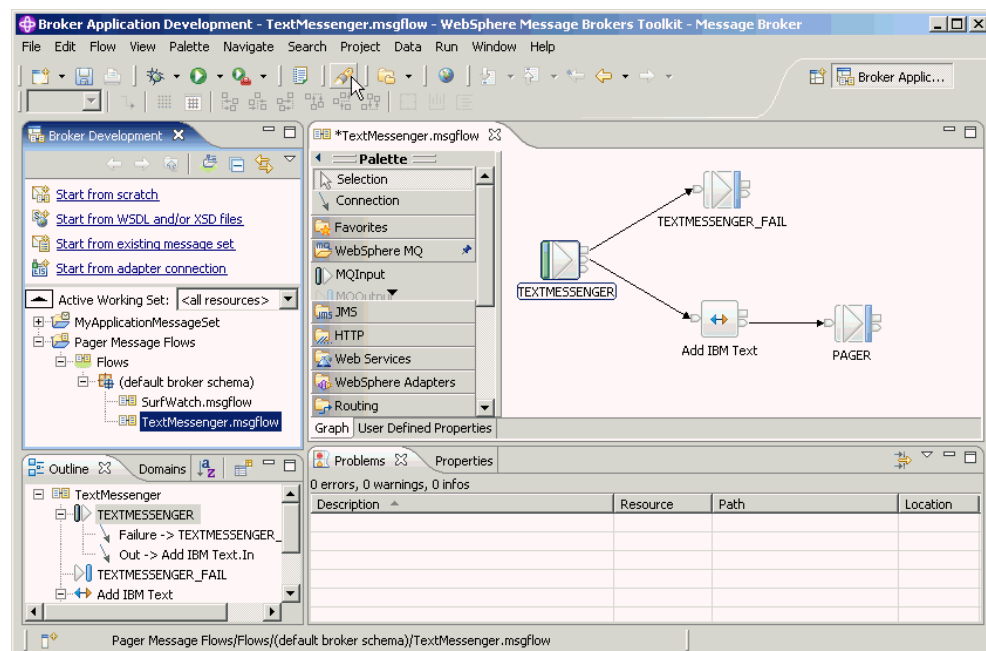 Broker Application Development - TextMessenger.msgflow - WebSphere Message Brokers Toolkit - Message Broker
File Edit Flow View Palette Navigate Search Project Data Run Window Help
Broker Applic...
Broker Development
Start from scratch
Start from WSDL and/or XSD files
Start from existing message set
Start from adapter connection
Active Working Set: <all resources>
MyApplicationMessageSet
Pager Message Flows
Flows
(default broker schema)
SurfWatch.msgflow
TextMessenger.msgflow
*TextMessenger.msgflow
Palette
Selection
Connection
Favorites
WebSphere MQ
MQInput
MQOutput
JMS
HTTP
Web Services
WebSphere Adapters
Routing
Graph User Defined Properties
TEXTMESSENGER_FAIL
TEXTMESSENGER
Add IBM Text
PAGER
Outline Domains
TextMessenger
TEXTMESSENGER
Failure -> TEXTMESSENGER_
Out -> Add IBM Text.In
TEXTMESSENGER_FAIL
Add IBM Text
Problems Properties
0 errors, 0 warnings, 0 infos
Description Resource Path Location
Pager Message Flows/Flows/(default broker schema)/TextMessenger.msgflow